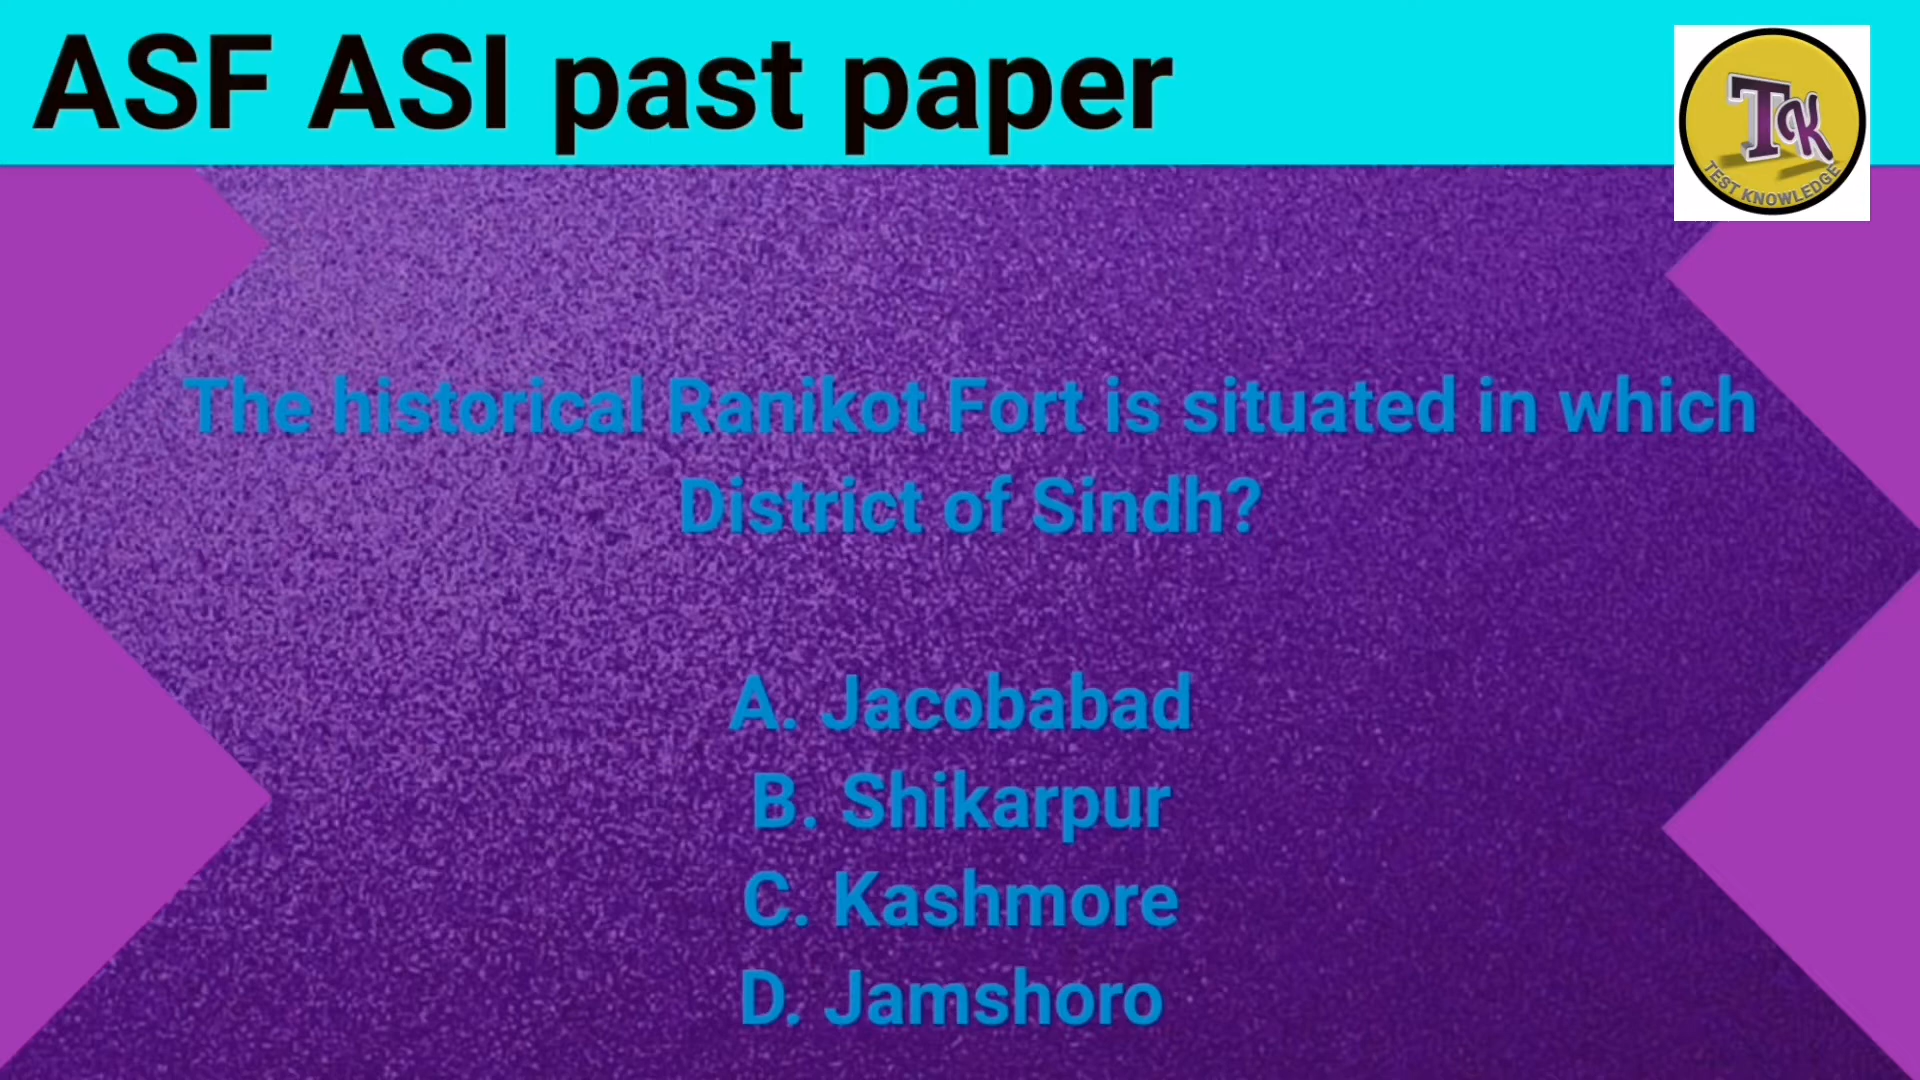 ASF ASI past paper
TK
TEST KNOWLEDGE
The historical Ranikot Fort is situated in which
District of Sindh?
A. Jacobabad
B. Shikarpur
C. Kashmore
D. Jamshoro